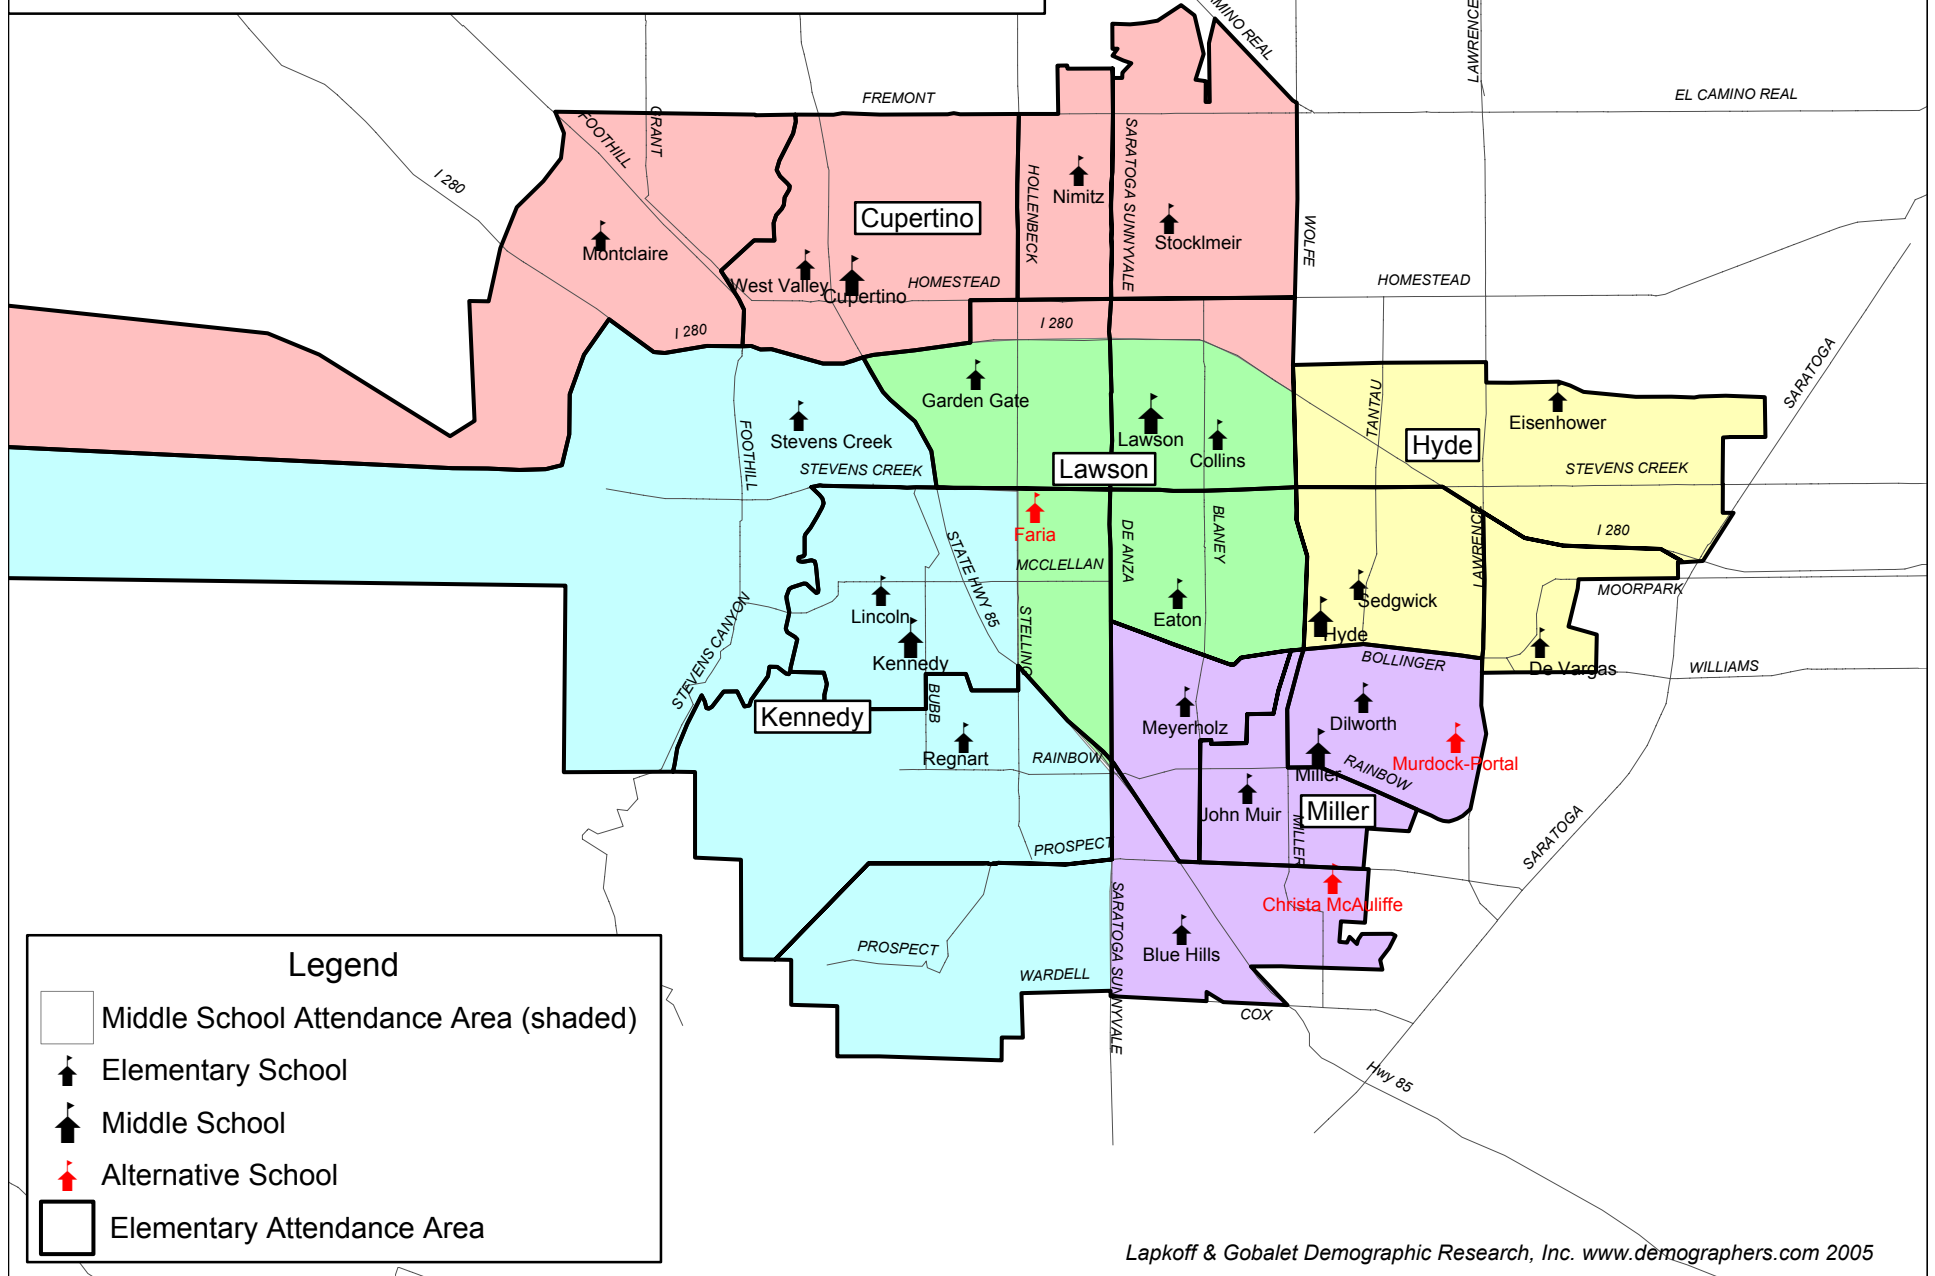 CAMINO REAL
LAWRENCE
FREMONT
EL CAMINO REAL
GRANT
FOOTHILL
I 280
SARATOGA SUNNYVALE
HOLLENBECK
Nimitz
Cupertino
Stocklmeir
WOLFE
Montclaire
West Valley
Cupertino
HOMESTEAD
HOMESTEAD
I 280
I 280
SARATOGA
Garden Gate
TANTAU
Eisenhower
Stevens Creek
Lawson
Hyde
Collins
FOOTHILL
STEVENS CREEK
Lawson
STEVENS CREEK
Faria
DE ANZA
BLANEY
LAWRENCE
I 280
STATE HWY 85
MCCLELLAN
MOORPARK
Lincoln
Eaton
Sedgwick
STELLING
Hyde
STEVENS CANYON
Kennedy
BOLLINGER
De Vargas
WILLIAMS
BUBB
Kennedy
Meyerholz
Dilworth
Regnart
RAINBOW
Miller
RAINBOW
Murdock-Portal
John Muir
Miller
MILLER
PROSPECT
SARATOGA
Christa McAuliffe
SARATOGA SUNNYVALE
PROSPECT
Blue Hills
WARDELL
COX
Hwy 85
Legend
Middle School Attendance Area (shaded)
Elementary School
Middle School
Alternative School
Elementary Attendance Area
Lapkoff & Gobalet Demographic Research, Inc. www.demographers.com 2005